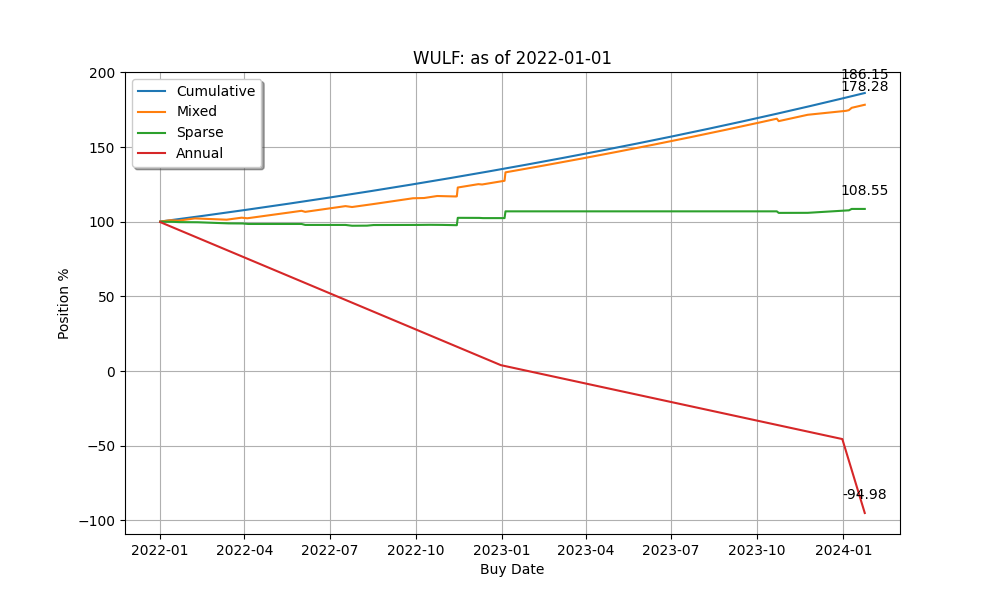 WULF: as of 2022-01-01
200
150
100
50
0
−50
−100
Position %
Cumulative
Mixed
Sparse
Annual
186.15
178.28
108.55
-94.98
2022-01 2022-04 2022-07 2022-10 2023-01 2023-04 2023-07 2023-10 2024-01
Buy Date